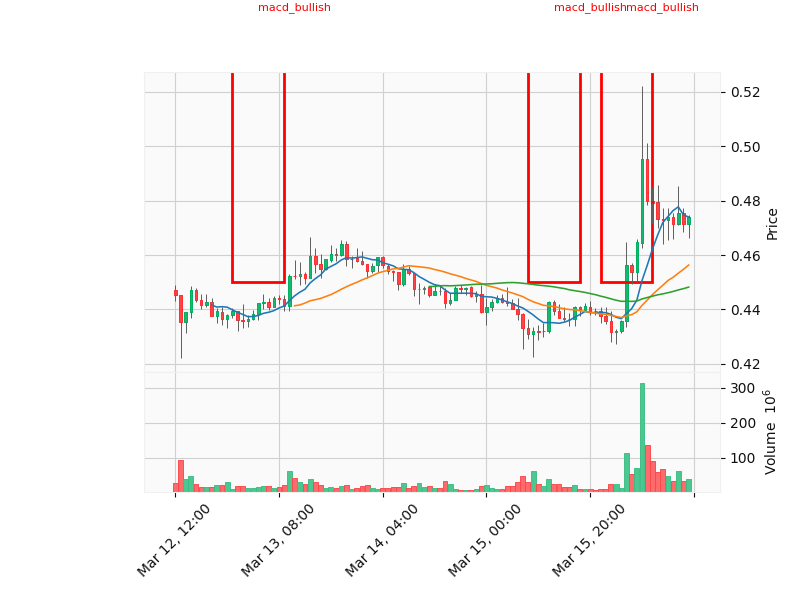 macd_bullish macd_bullish macd_bullish
0.52
0.50
0.48
0.46
0.44
0.42
Price
300
200
100
Volume 10^6
Mar 12, 12:00
Mar 13, 08:00
Mar 14, 04:00
Mar 15, 00:00
Mar 15, 20:00